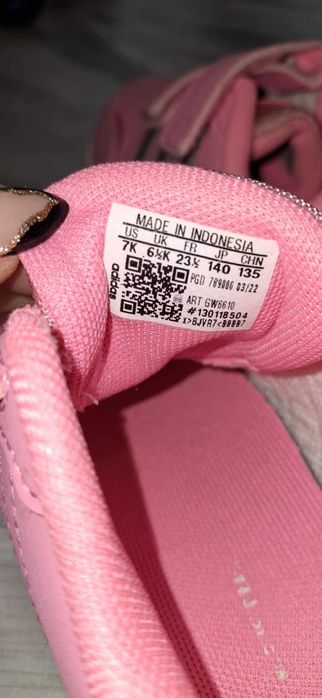 MADE IN INDONESIA
US UK FR JP CHN
7K 6½K 23½ 140 135
adidas
PGD 789006 03/22
ART GW6610
#130118504